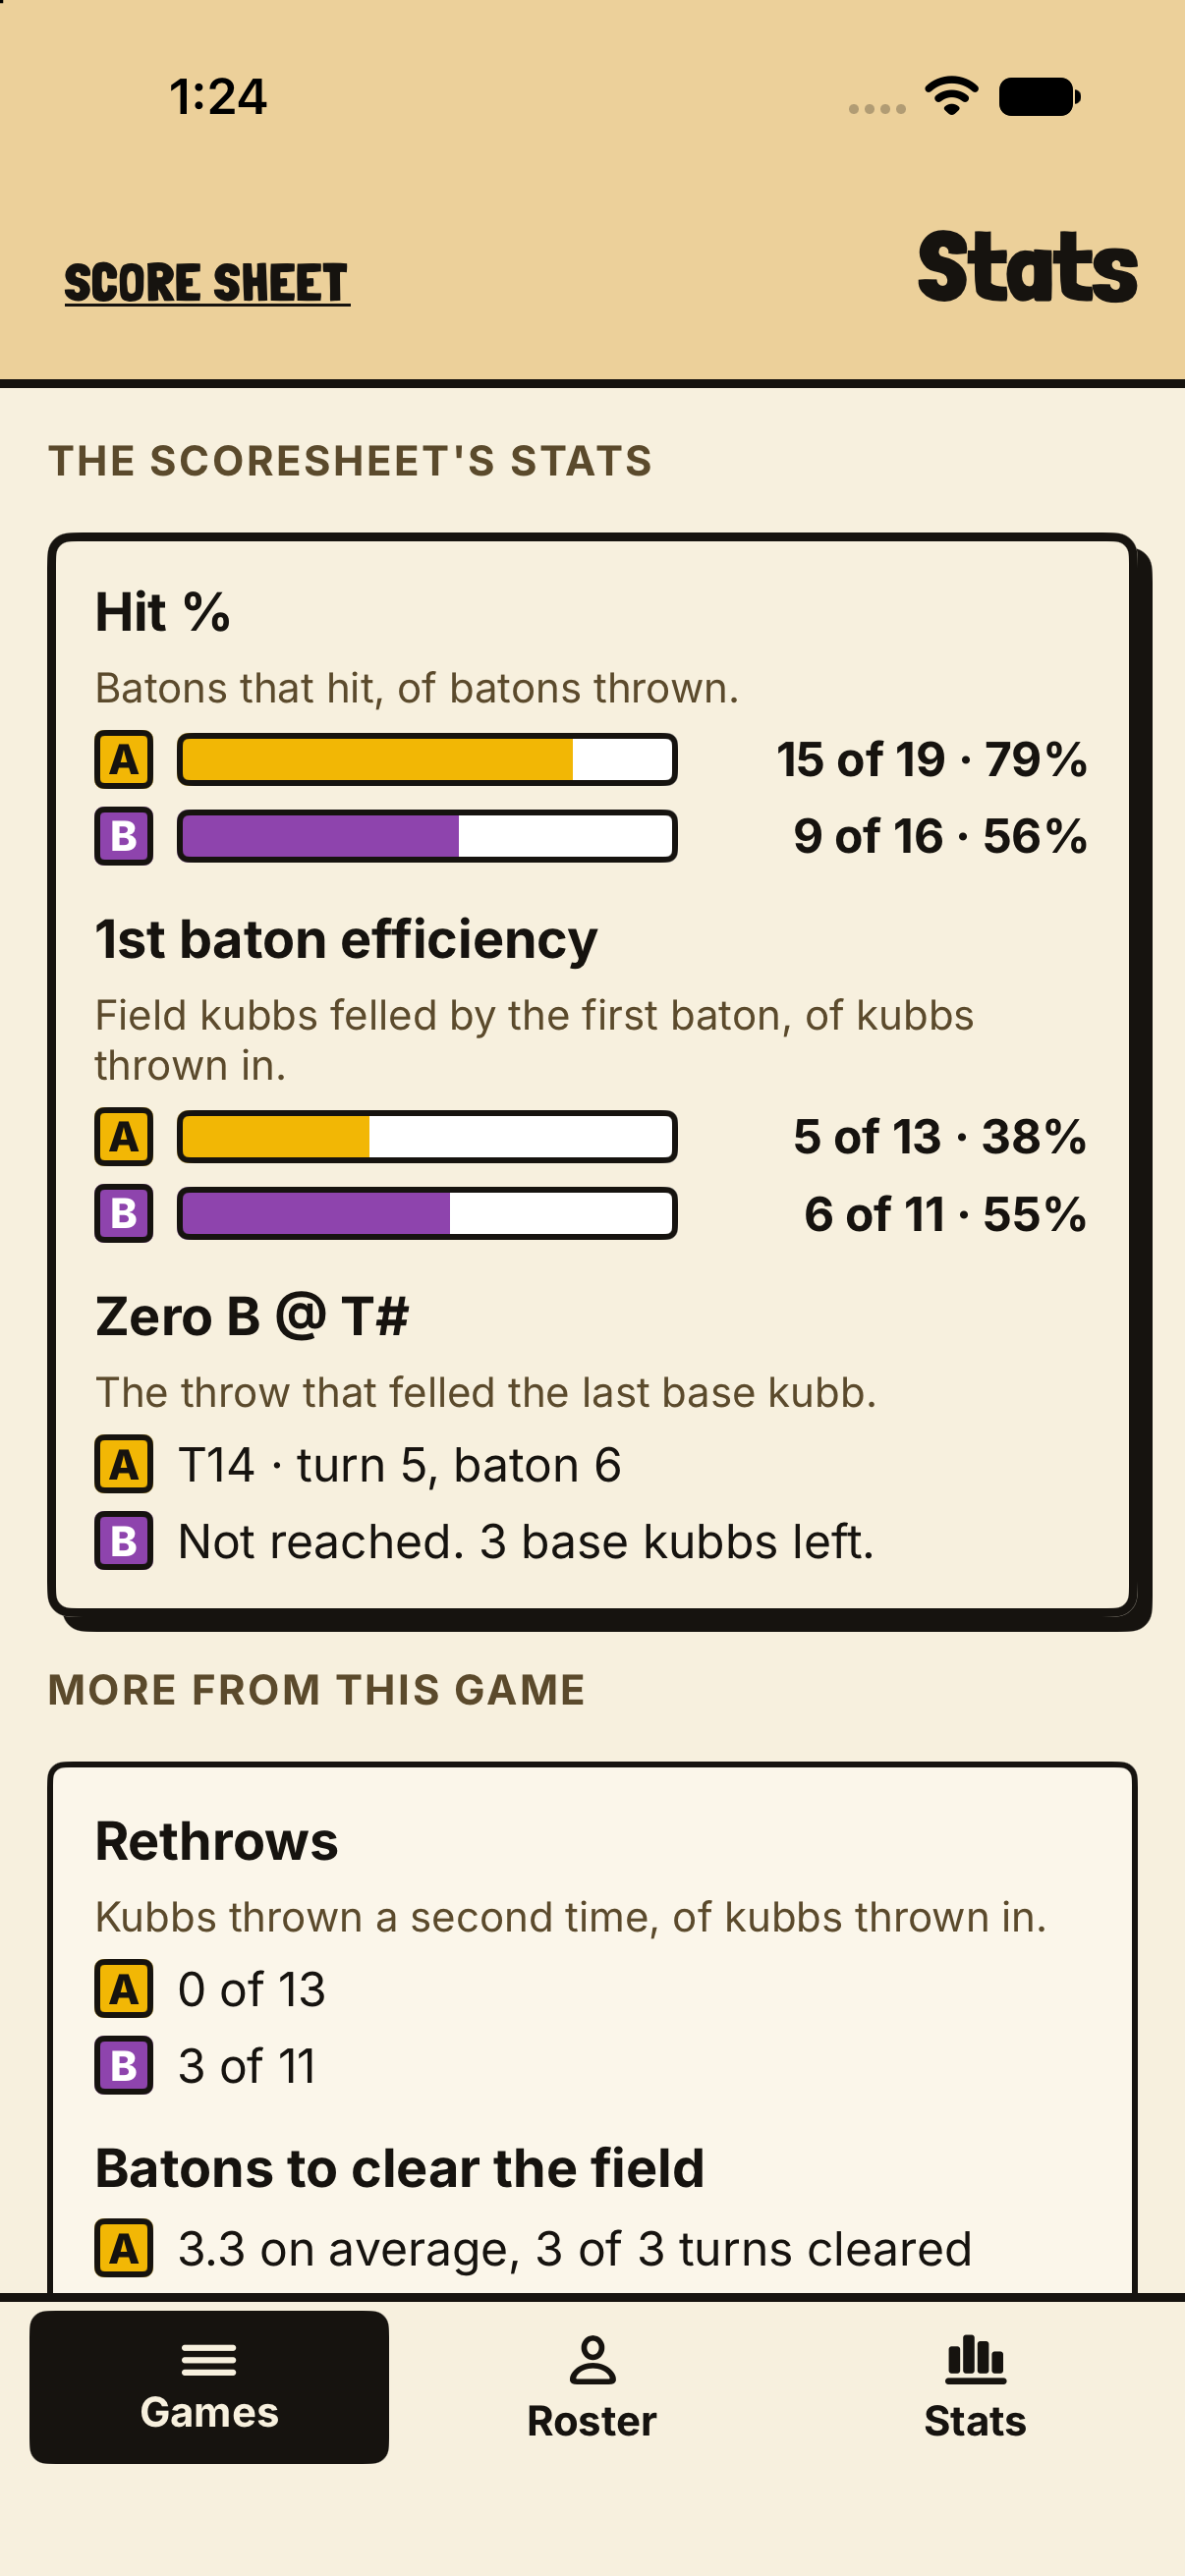 1:24
SCORE SHEET
Stats
THE SCORESHEET'S STATS
Hit %
Batons that hit, of batons thrown.
A 15 of 19 · 79%
B 9 of 16 · 56%
1st baton efficiency
Field kubbs felled by the first baton, of kubbs
thrown in.
A 5 of 13 · 38%
B 6 of 11 · 55%
Zero B @ T#
The throw that felled the last base kubb.
A T14 · turn 5, baton 6
B Not reached. 3 base kubbs left.
MORE FROM THIS GAME
Rethrows
Kubbs thrown a second time, of kubbs thrown in.
A 0 of 13
B 3 of 11
Batons to clear the field
A 3.3 on average, 3 of 3 turns cleared
Games
Roster
Stats